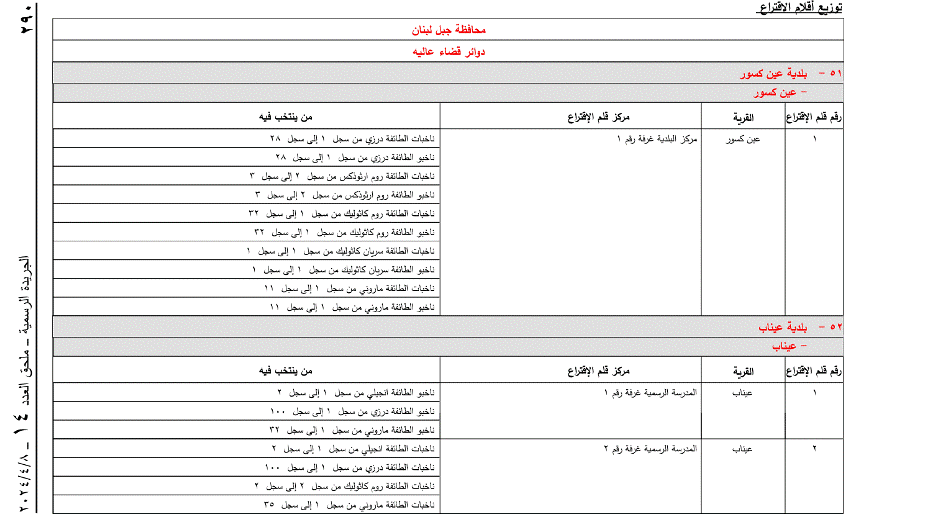 توزيع أقلام الاقتراع
٢٩٠
محافظة جبل لبنان
دوائر قضاء عاليه
٥١ - بلدية عين كسور
- عين كسور
رقم قلم الإقتراع القرية مركز قلم الإقتراع من ينتخب فيه
١ عين كسور مركز البلدية غرفة رقم ١ ناخبات الطائفة درزي من سجل ١ إلى سجل ٢٨
ناخبو الطائفة درزي من سجل ١ إلى سجل ٢٨
ناخبات الطائفة روم ارثوذكس من سجل ٢ إلى سجل ٣
ناخبو الطائفة روم ارثوذكس من سجل ٢ إلى سجل ٣
ناخبات الطائفة روم كاثوليك من سجل ١ إلى سجل ٣٢
ناخبو الطائفة روم كاثوليك من سجل ١ إلى سجل ٣٢
ناخبات الطائفة سريان كاثوليك من سجل ١ إلى سجل ١
ناخبو الطائفة سريان كاثوليك من سجل ١ إلى سجل ١
ناخبات الطائفة ماروني من سجل ١ إلى سجل ١١
ناخبو الطائفة ماروني من سجل ١ إلى سجل ١١
٥٢ - بلدية عيناب
- عيناب
رقم قلم الإقتراع القرية مركز قلم الإقتراع من ينتخب فيه
١ عيناب المدرسة الرسمية غرفة رقم ١ ناخبو الطائفة انجيلي من سجل ١ إلى سجل ٢
ناخبو الطائفة درزي من سجل ١ إلى سجل ١٠٠
ناخبو الطائفة ماروني من سجل ١ إلى سجل ٣٢
٢ عيناب المدرسة الرسمية غرفة رقم ٢ ناخبات الطائفة انجيلي من سجل ١ إلى سجل ٢
ناخبات الطائفة درزي من سجل ١ إلى سجل ١٠٠
ناخبات الطائفة روم كاثوليك من سجل ٢ إلى سجل ٢
ناخبات الطائفة ماروني من سجل ١ إلى سجل ٣٥
الجريدة الرسمية – ملحق العدد ١٤ – ٢٠٢٤/٤/٨